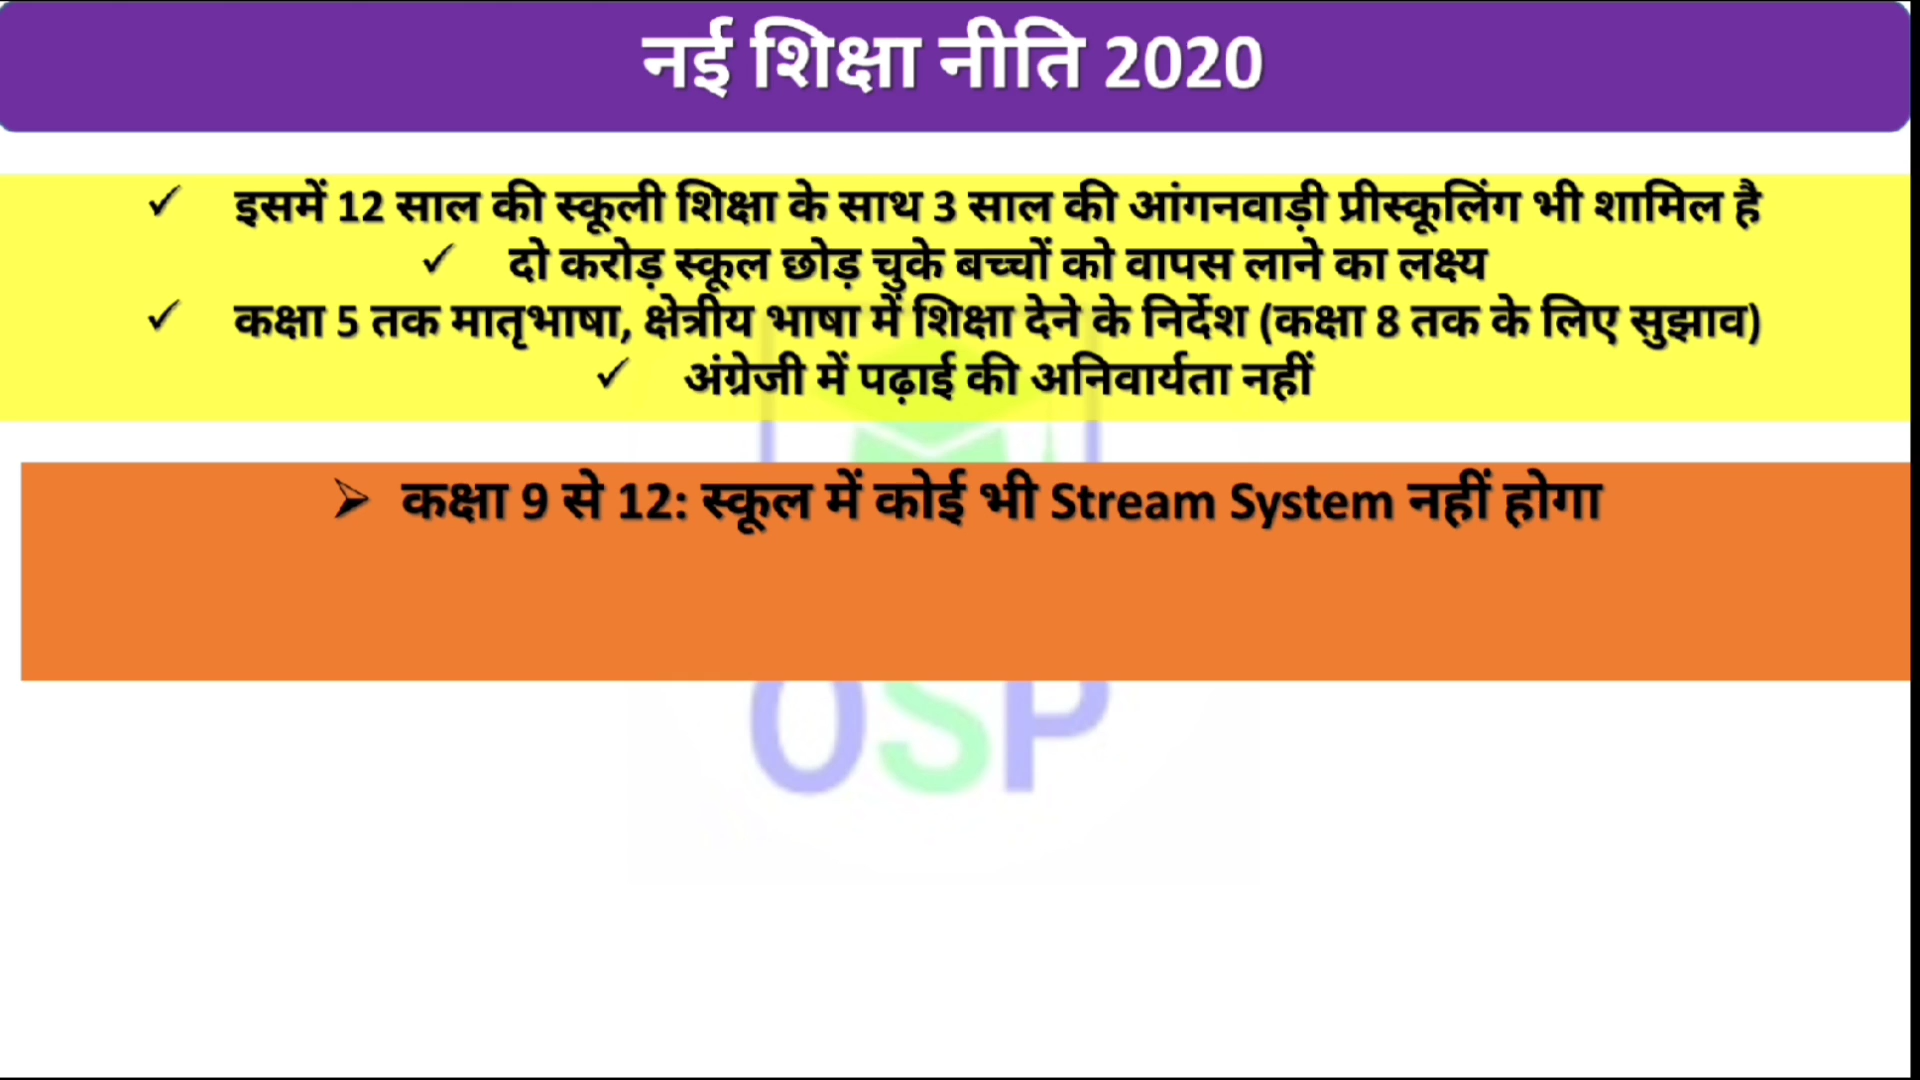 नई शिक्षा नीति 2020
✓ इसमें 12 साल की स्कूली शिक्षा के साथ 3 साल की आंगनवाड़ी प्रीस्कूलिंग भी शामिल है
✓ दो करोड़ स्कूल छोड़ चुके बच्चों को वापस लाने का लक्ष्य
✓ कक्षा 5 तक मातृभाषा, क्षेत्रीय भाषा में शिक्षा देने के निर्देश (कक्षा 8 तक के लिए सुझाव)
✓ अंग्रेजी में पढ़ाई की अनिवार्यता नहीं
➢ कक्षा 9 से 12: स्कूल में कोई भी Stream System नहीं होगा
OSP